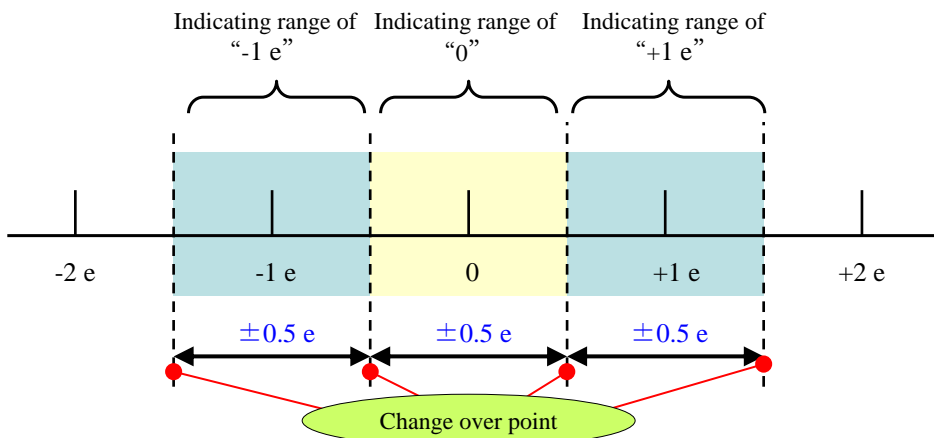 Indicating range of
“-1 e”
Indicating range of
“0”
Indicating range of
“+1 e”
-2 e
-1 e
0
+1 e
+2 e
±0.5 e
±0.5 e
±0.5 e
Change over point